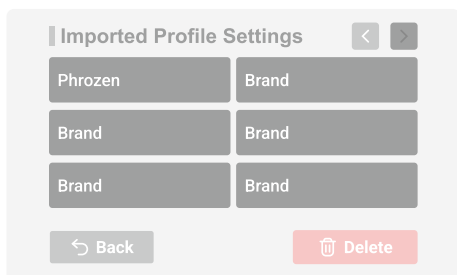 Imported Profile Settings
Phrozen Brand
Brand Brand
Brand Brand
Back Delete